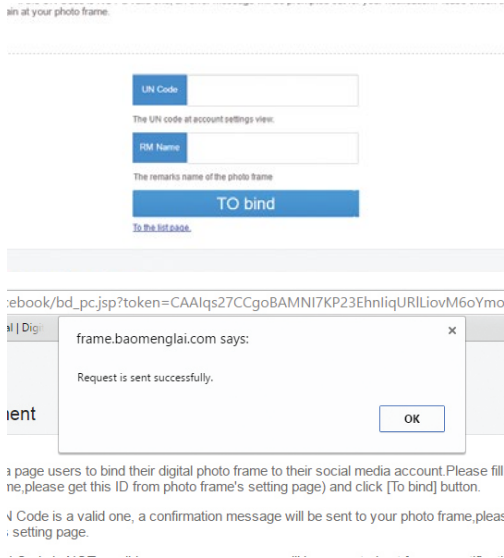 ain at your photo frame.
UN Code
The UN code at account settings view.
RM Name
The remarks name of the photo frame
TO bind
To the list page.
cebook/bd_pc.jsp?token=CAAIqs27CCgoBAMNI7KP23EhnIiqURlLiovM6oYmo
al | Digi
frame.baomenglai.com says:
×
Request is sent successfully.
OK
ent
a page users to bind their digital photo frame to their social media account.Please fill
me,please get this ID from photo frame's setting page) and click [To bind] button.
N Code is a valid one, a confirmation message will be sent to your photo frame,pleas
setting page.